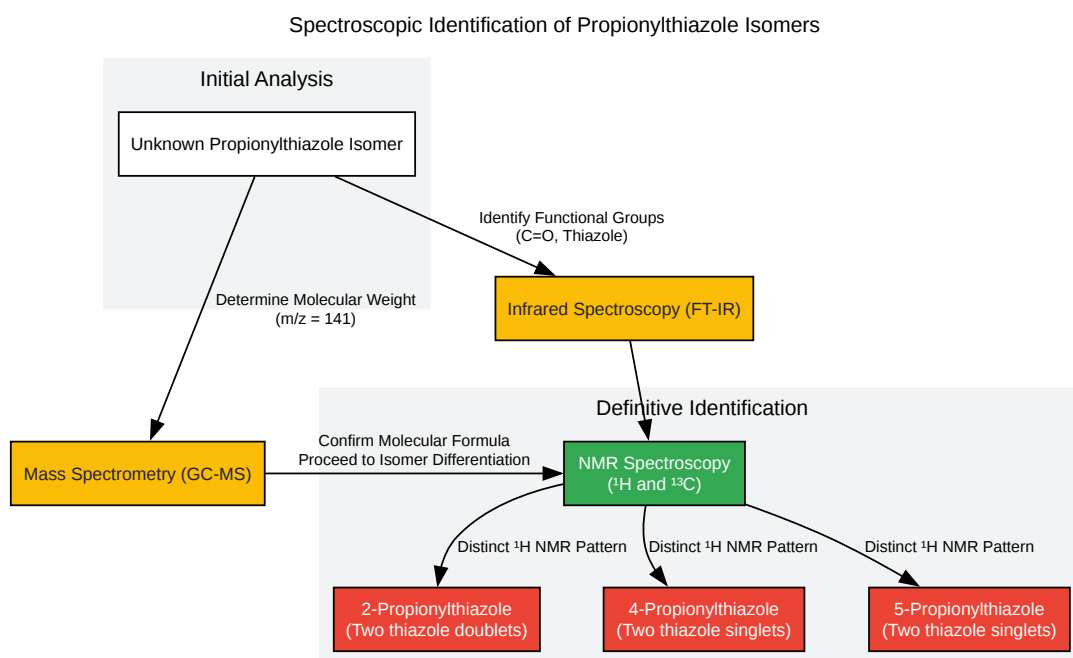 Spectroscopic Identification of Propionylthiazole Isomers
Initial Analysis
Unknown Propionylthiazole Isomer
Identify Functional Groups
(C=O, Thiazole)
Determine Molecular Weight
(m/z = 141)
Infrared Spectroscopy (FT-IR)
Definitive Identification
Mass Spectrometry (GC-MS)
Confirm Molecular Formula
Proceed to Isomer Differentiation
NMR Spectroscopy
(¹H and ¹³C)
Distinct ¹H NMR Pattern
Distinct ¹H NMR Pattern
Distinct ¹H NMR Pattern
2-Propionylthiazole
(Two thiazole doublets)
4-Propionylthiazole
(Two thiazole singlets)
5-Propionylthiazole
(Two thiazole singlets)